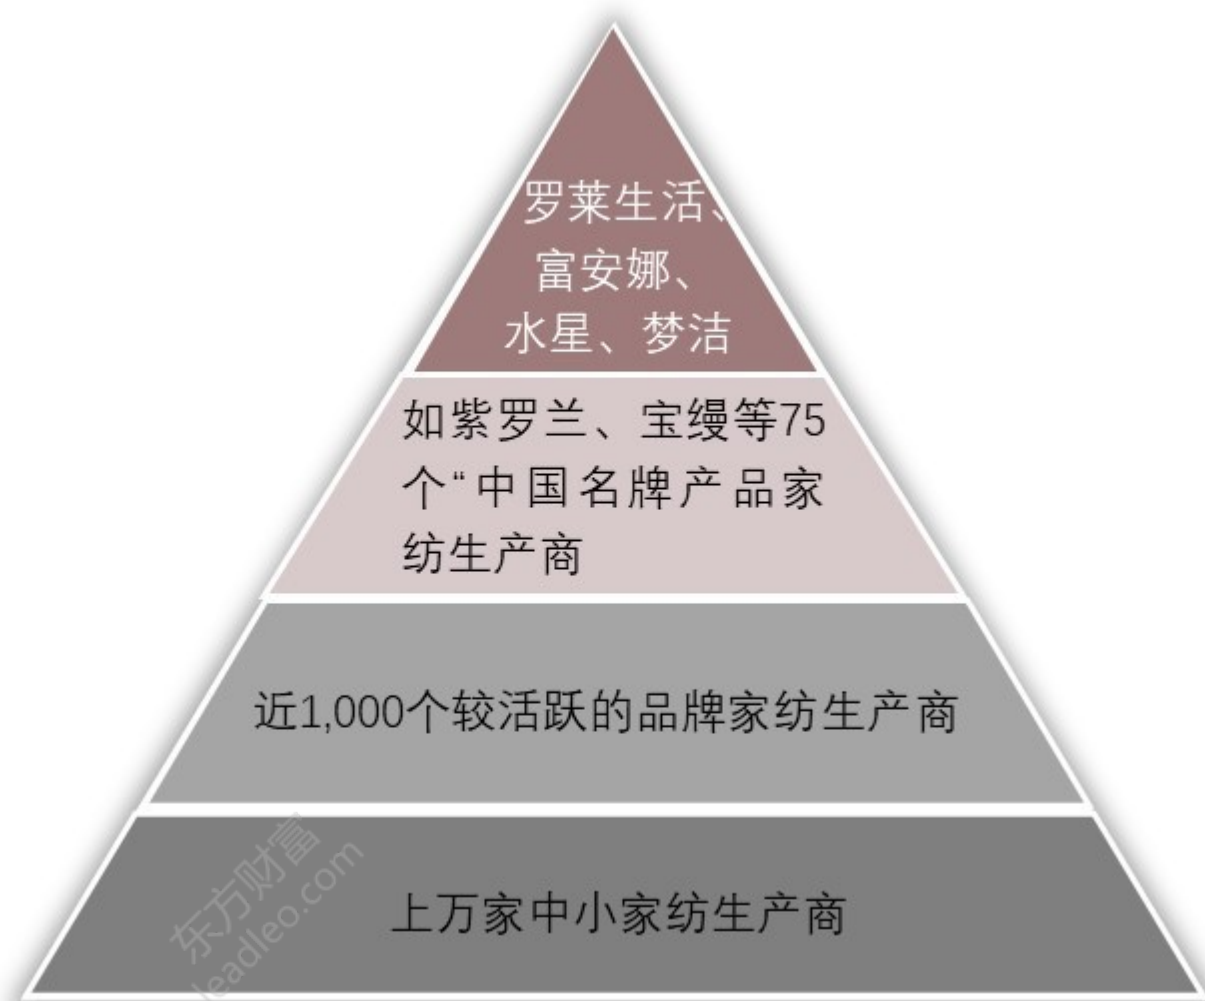 罗莱生活、
富安娜、
水星、梦洁
如紫罗兰、宝缦等75
个“中国名牌产品家
纺生产商
近1,000个较活跃的品牌家纺生产商
上万家中小家纺生产商
东方财富
leadleo.com